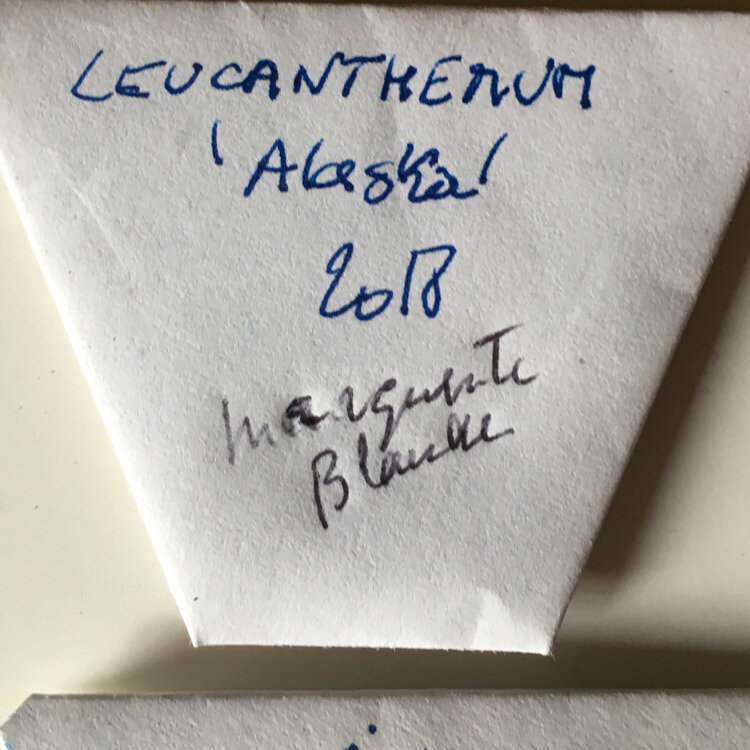 LEUCANTHEMUM
'Alaska'
2018
Marguerite
Blanche